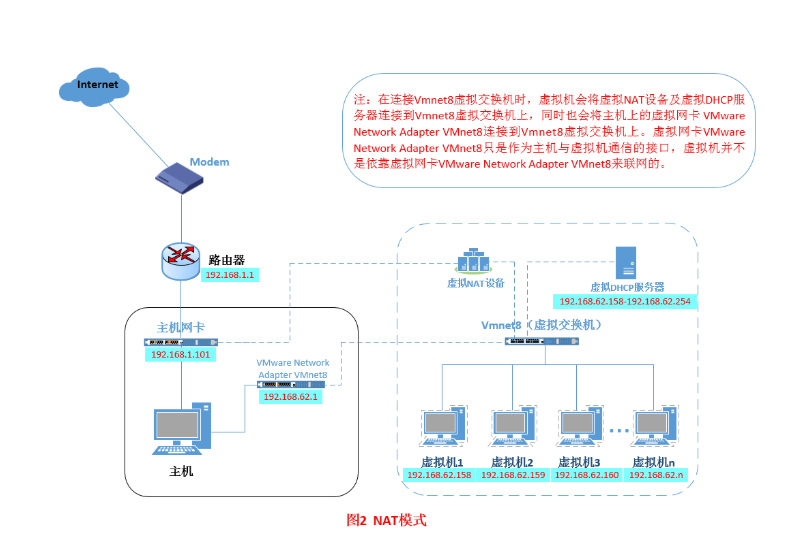 Internet
注：在连接Vmnet8虚拟交换机时，虚拟机会将虚拟NAT设备及虚拟DHCP服
务器连接到Vmnet8虚拟交换机上，同时也会将主机上的虚拟网卡 VMware
Network Adapter VMnet8连接到Vmnet8虚拟交换机上。虚拟网卡VMware
Network Adapter VMnet8只是作为主机与虚拟机通信的接口，虚拟机并不
是依靠虚拟网卡VMware Network Adapter VMnet8来联网的。
Modem
路由器
192.168.1.1
虚拟NAT设备
虚拟DHCP服务器
192.168.62.158-192.168.62.254
主机网卡
192.168.1.101
Vmnet8（虚拟交换机）
VMware Network
Adapter VMnet8
192.168.62.1
主机
虚拟机1
192.168.62.158
虚拟机2
192.168.62.159
虚拟机3
192.168.62.160
虚拟机n
192.168.62.n
图2 NAT模式